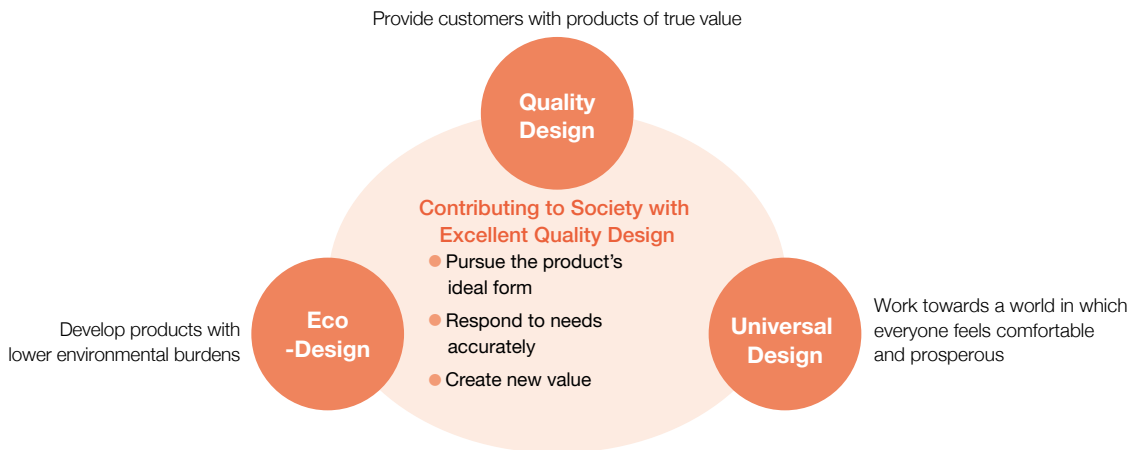 Provide customers with products of true value
Quality
Design
Contributing to Society with
Excellent Quality Design
Pursue the product's
ideal form
Respond to needs
accurately
Create new value
Eco
-Design
Develop products with
lower environmental burdens
Universal
Design
Work towards a world in which
everyone feels comfortable
and prosperous